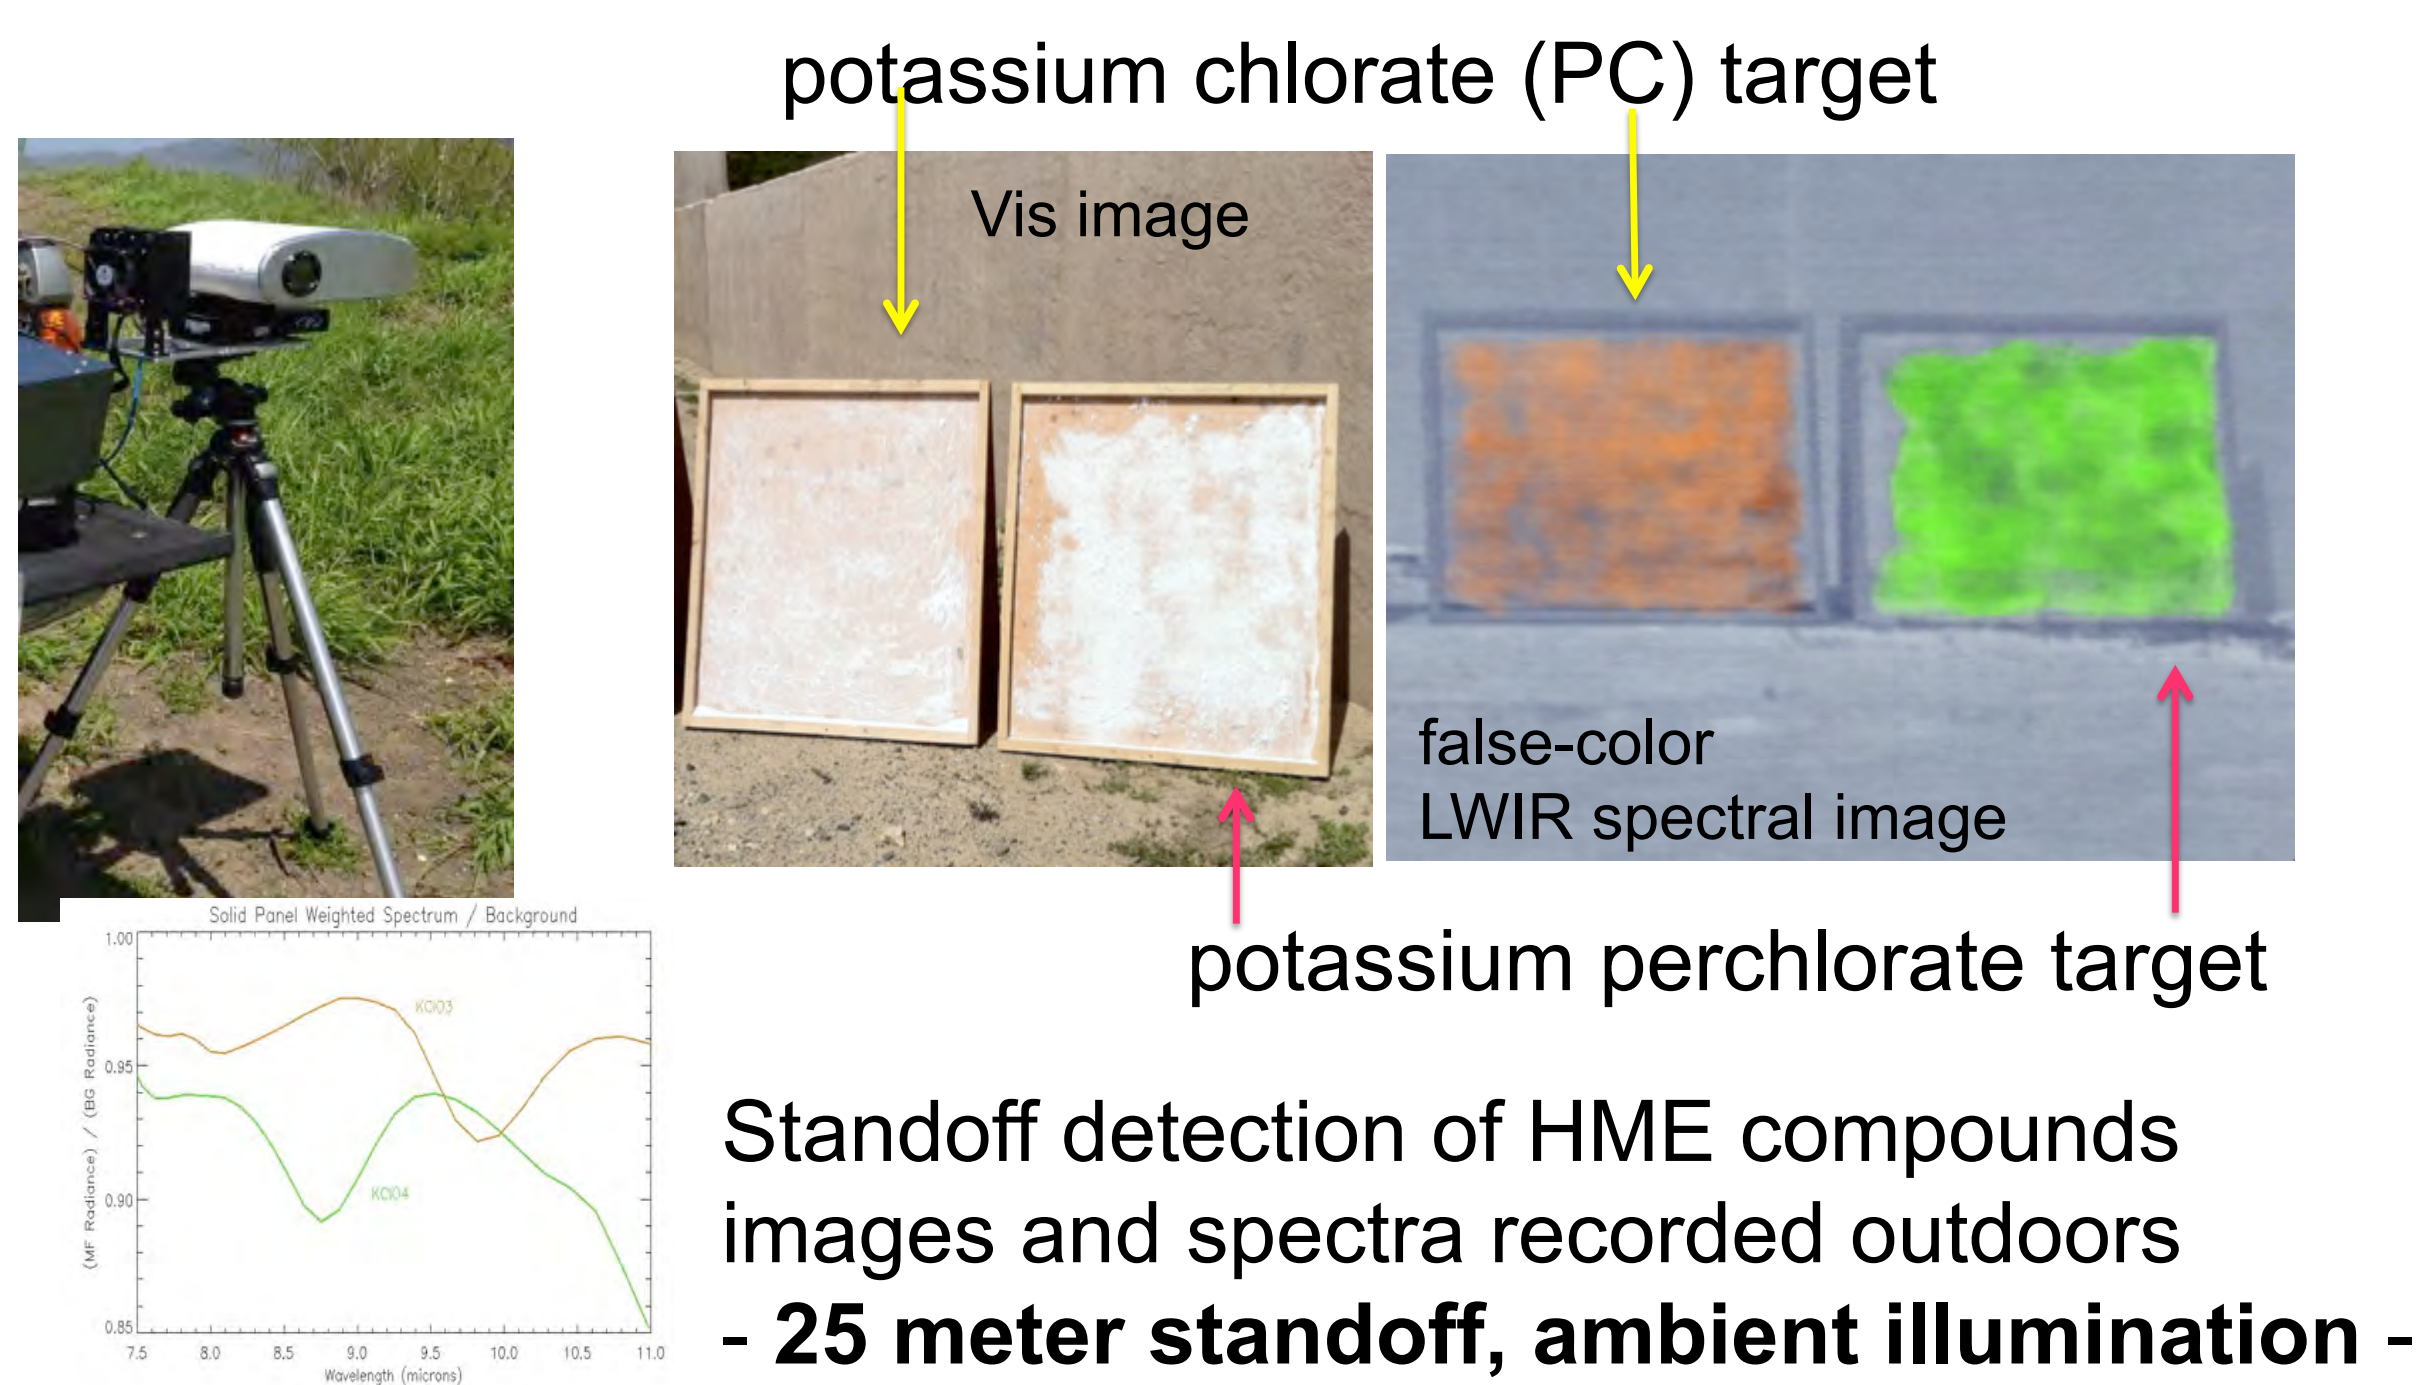 potassium chlorate (PC) target
Vis image
false-color
LWIR spectral image
potassium perchlorate target
Solid Panel Weighted Spectrum / Background
(MF Radiance) / (BG Radiance)
1.00
0.95
0.90
0.85
KClO3
KClO4
7.5 8.0 8.5 9.0 9.5 10.0 10.5 11.0
Wavelength (microns)
Standoff detection of HME compounds
images and spectra recorded outdoors
- 25 meter standoff, ambient illumination -